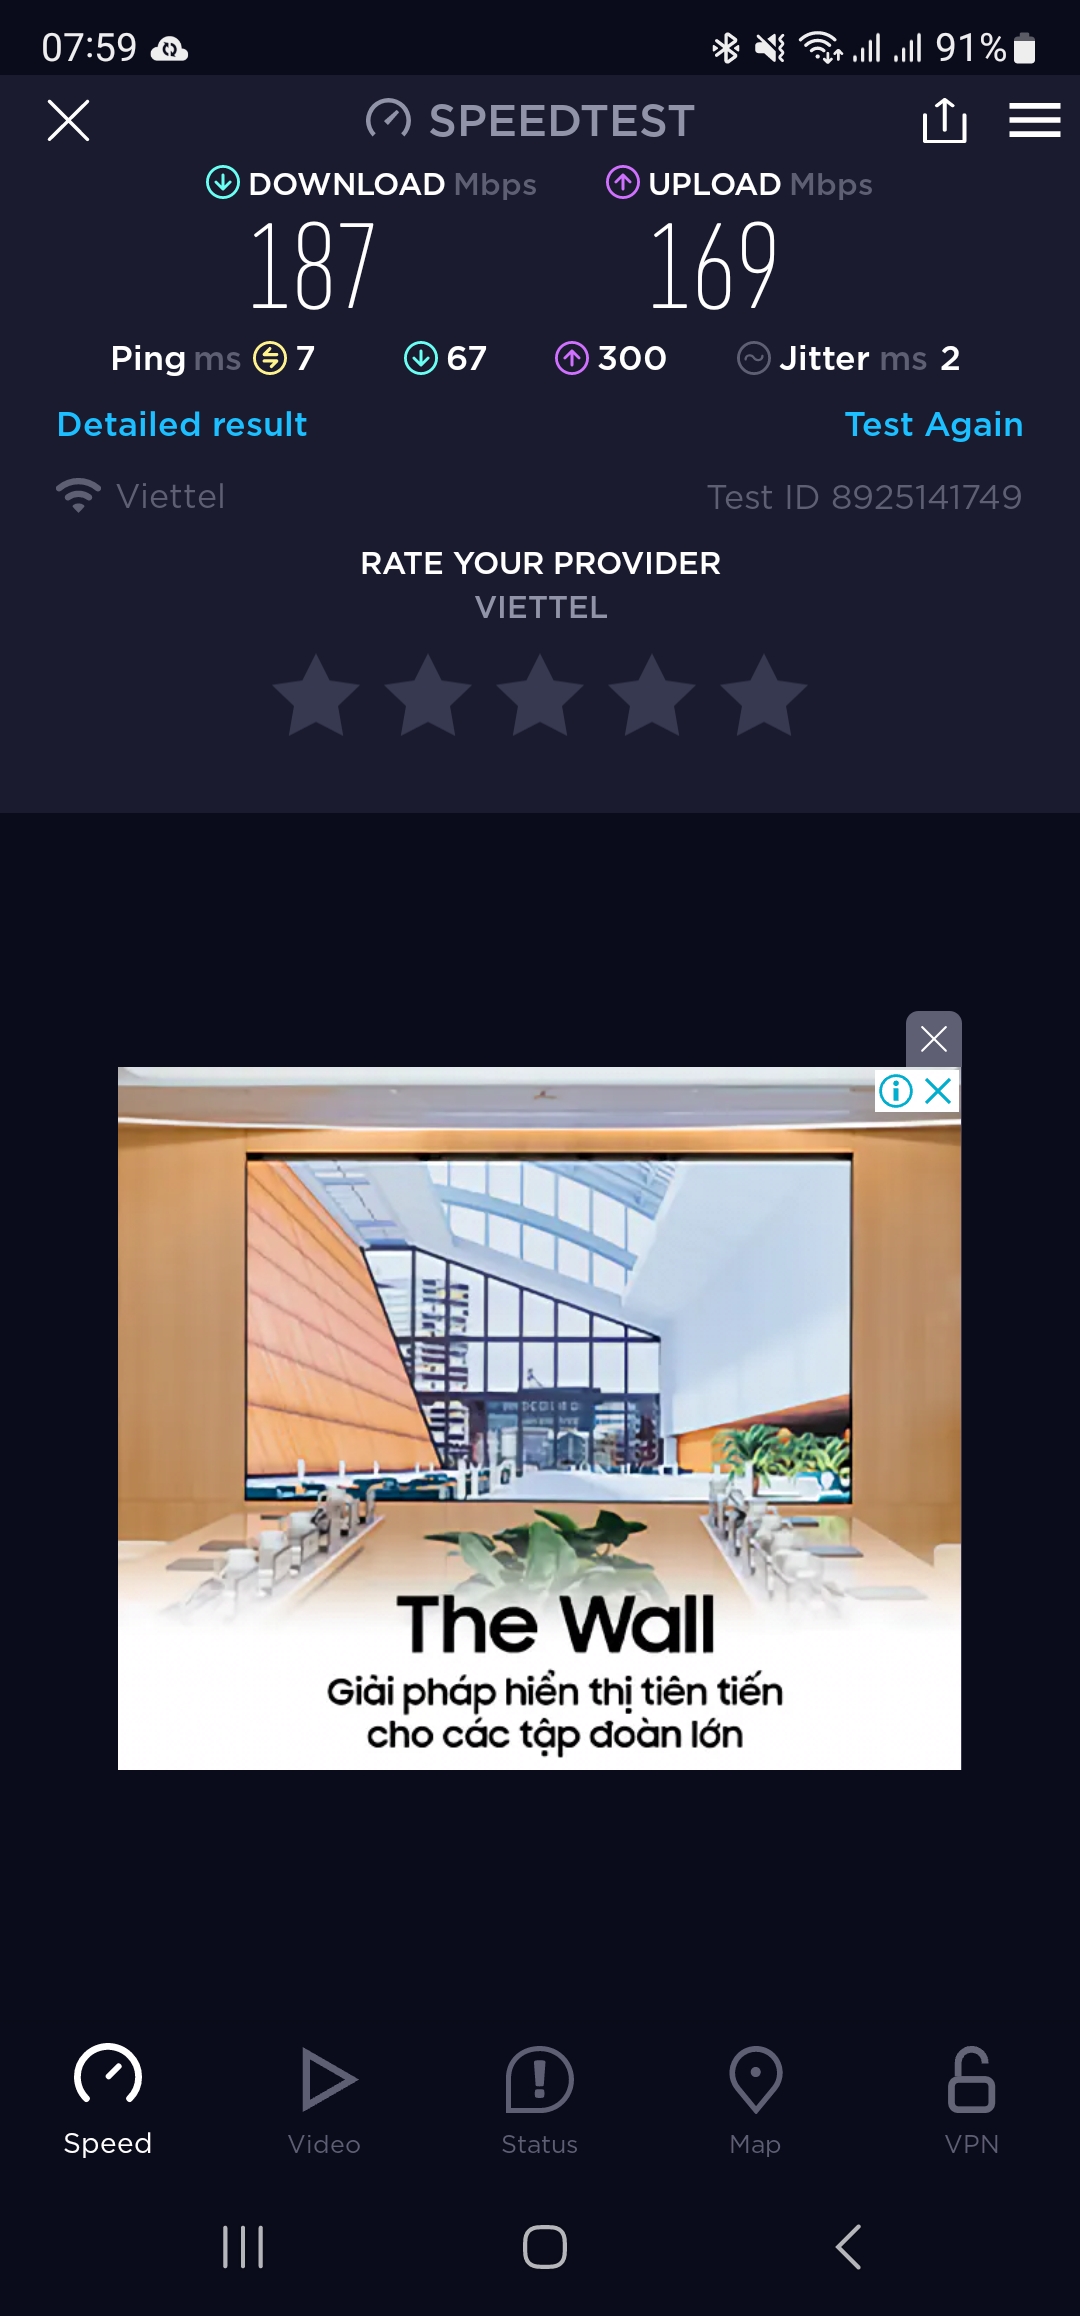 07:59 91%
SPEEDTEST
DOWNLOAD Mbps UPLOAD Mbps
187 169
Ping ms 7 67 300 Jitter ms 2
Detailed result Test Again
Viettel Test ID 8925141749
RATE YOUR PROVIDER
VIETTEL
The Wall
Giải pháp hiển thị tiên tiến
cho các tập đoàn lớn
Speed Video Status Map VPN